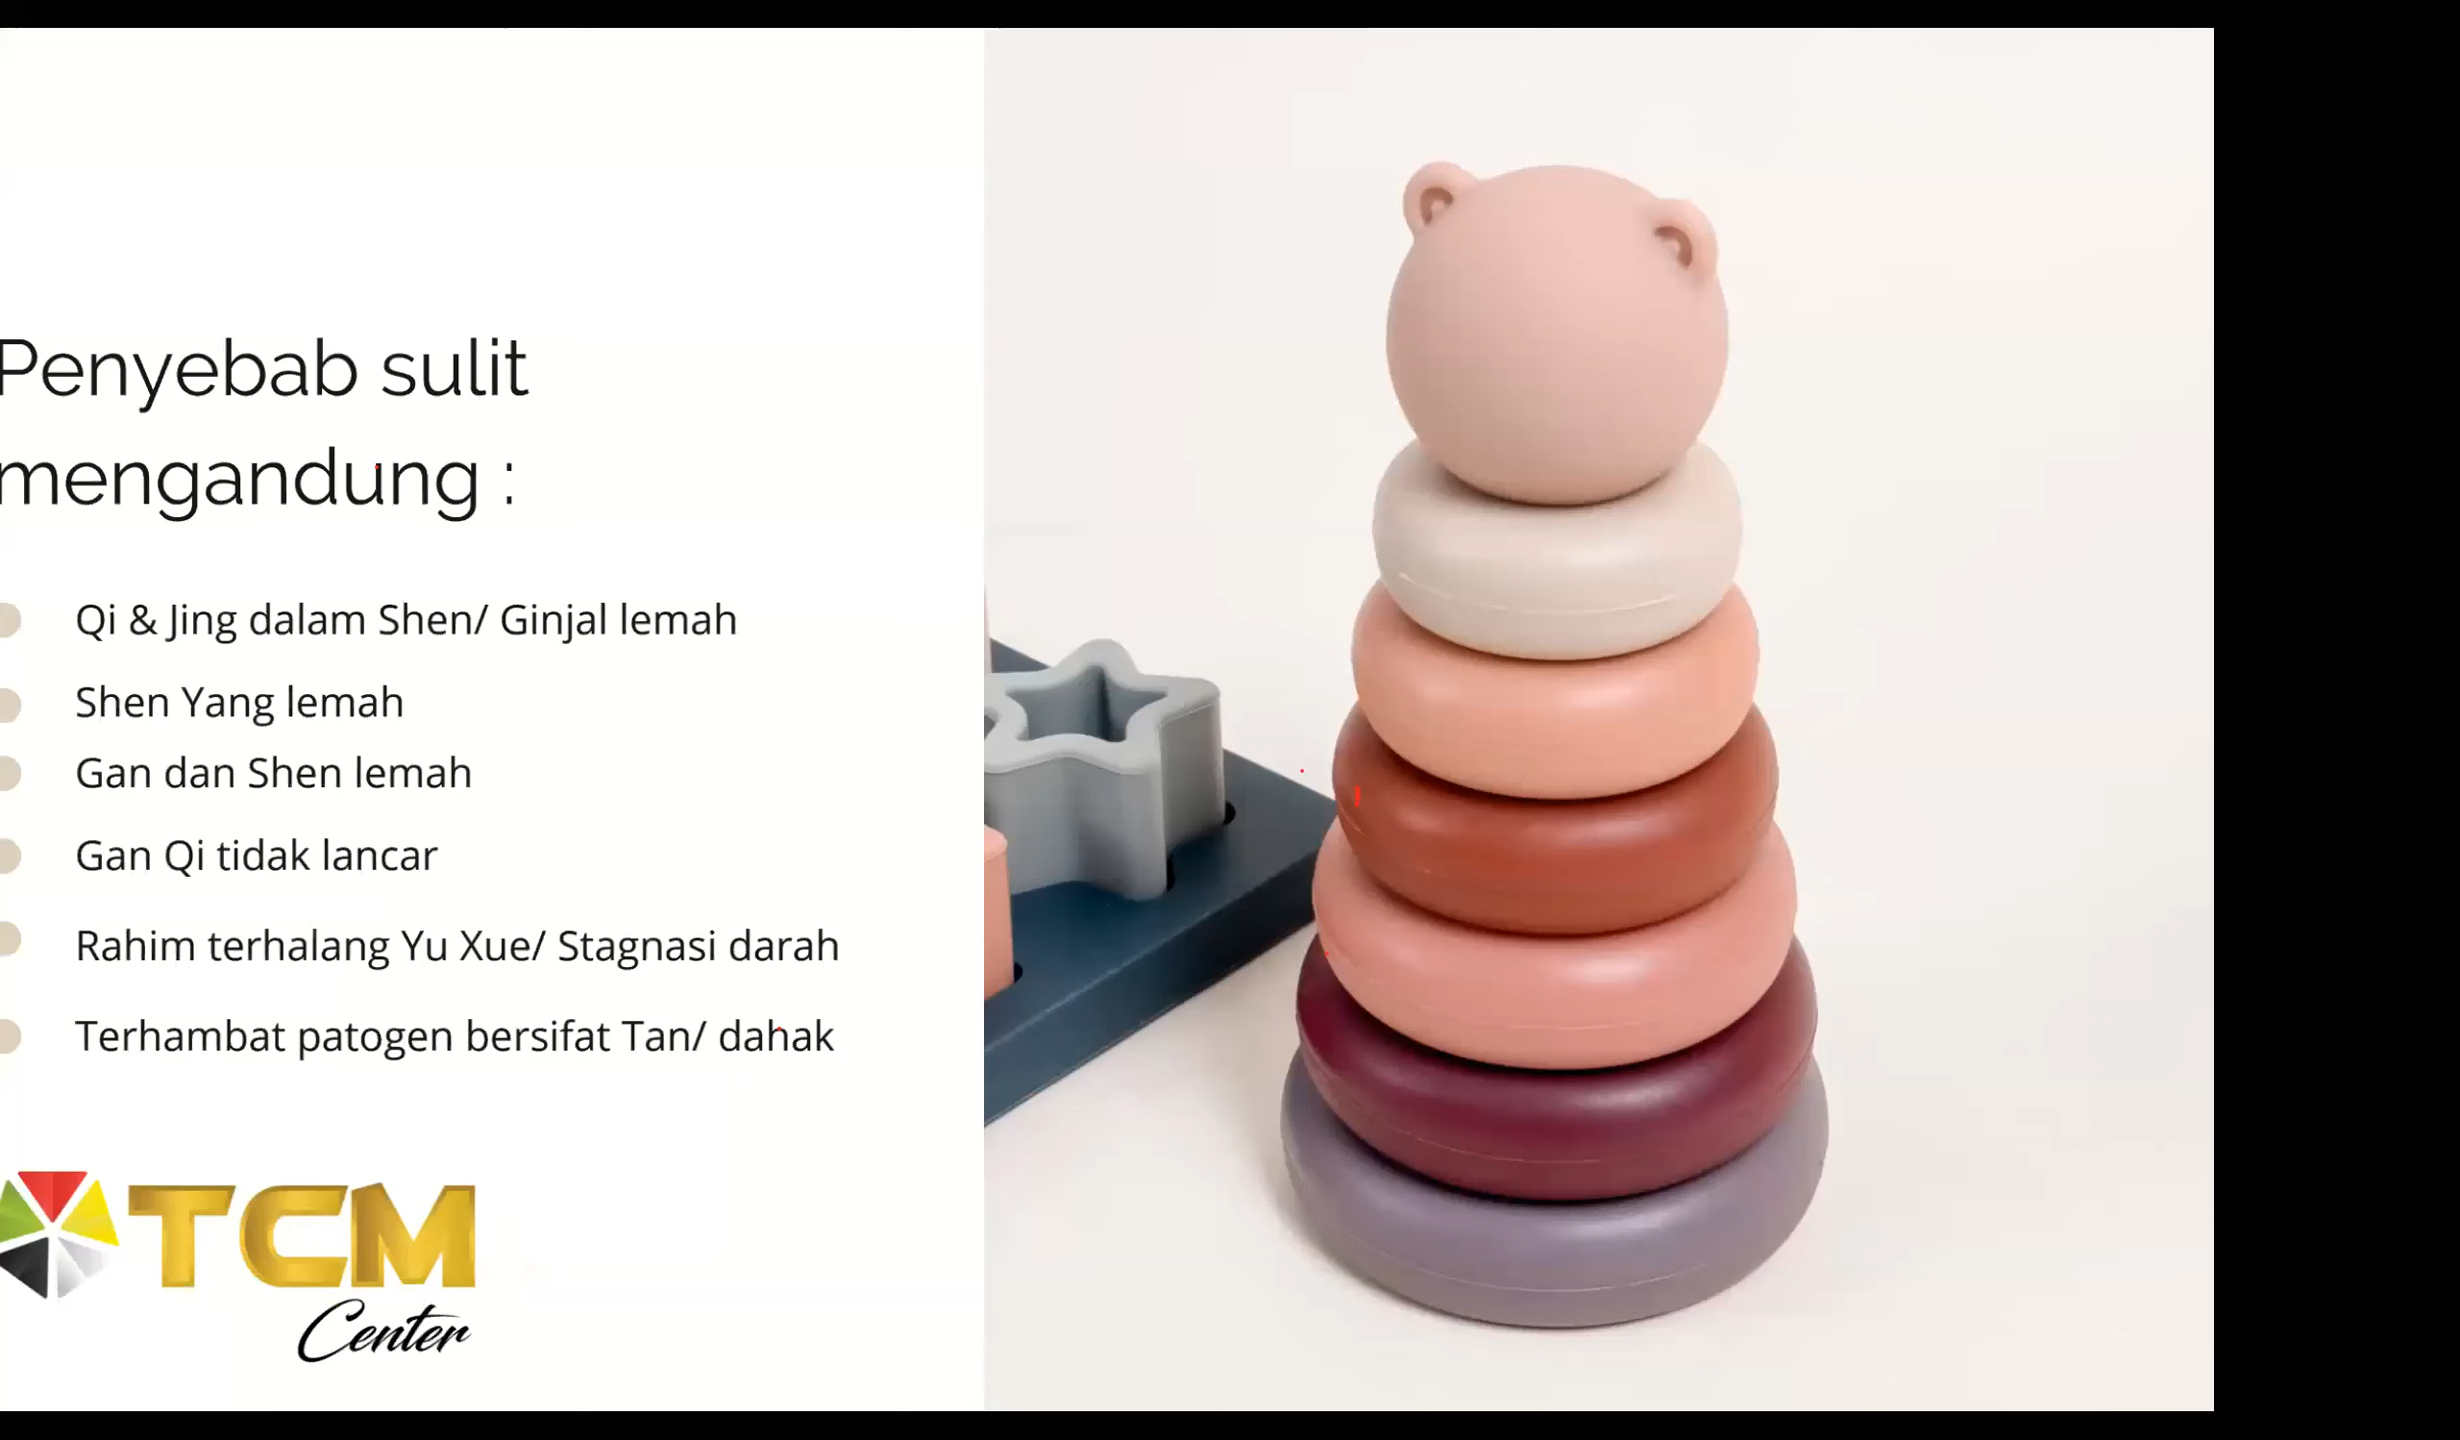 Penyebab sulit
mengandung :
Qi & Jing dalam Shen/ Ginjal lemah
Shen Yang lemah
Gan dan Shen lemah
Gan Qi tidak lancar
Rahim terhalang Yu Xue/ Stagnasi darah
Terhambat patogen bersifat Tan/ dahak
TCM
Center